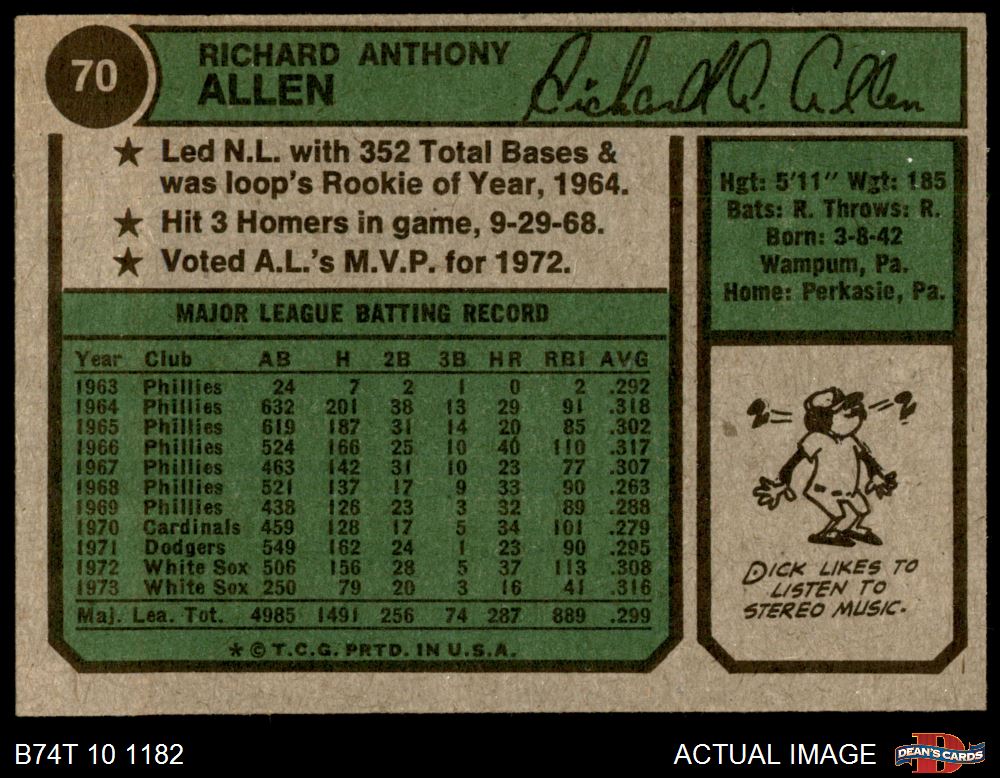 70
RICHARD ANTHONY
ALLEN
Richard A. Allen
★ Led N.L. with 352 Total Bases &
was loop's Rookie of Year, 1964.
★ Hit 3 Homers in game, 9-29-68.
★ Voted A.L.'s M.V.P. for 1972.
Hgt: 5'11" Wgt: 185
Bats: R. Throws: R.
Born: 3-8-42
Wampum, Pa.
Home: Perkasie, Pa.
MAJOR LEAGUE BATTING RECORD
Year Club AB H 2B 3B HR RBI AVG
1963 Phillies 24 7 2 1 0 2 .292
1964 Phillies 632 201 38 13 29 91 .318
1965 Phillies 619 187 31 14 20 85 .302
1966 Phillies 524 166 25 10 40 110 .317
1967 Phillies 463 142 31 10 23 77 .307
1968 Phillies 521 137 17 9 33 90 .263
1969 Phillies 438 126 23 3 32 89 .288
1970 Cardinals 459 128 17 5 34 101 .279
1971 Dodgers 549 162 24 1 23 90 .295
1972 White Sox 506 156 28 5 37 113 .308
1973 White Sox 250 79 20 3 16 41 .316
Maj. Lea. Tot. 4985 1491 256 74 287 889 .299
* © T.C.G. PRTD. IN U.S.A.
DICK LIKES TO
LISTEN TO
STEREO MUSIC.
B74T 10 1182
ACTUAL IMAGE
DEAN'S CARDS